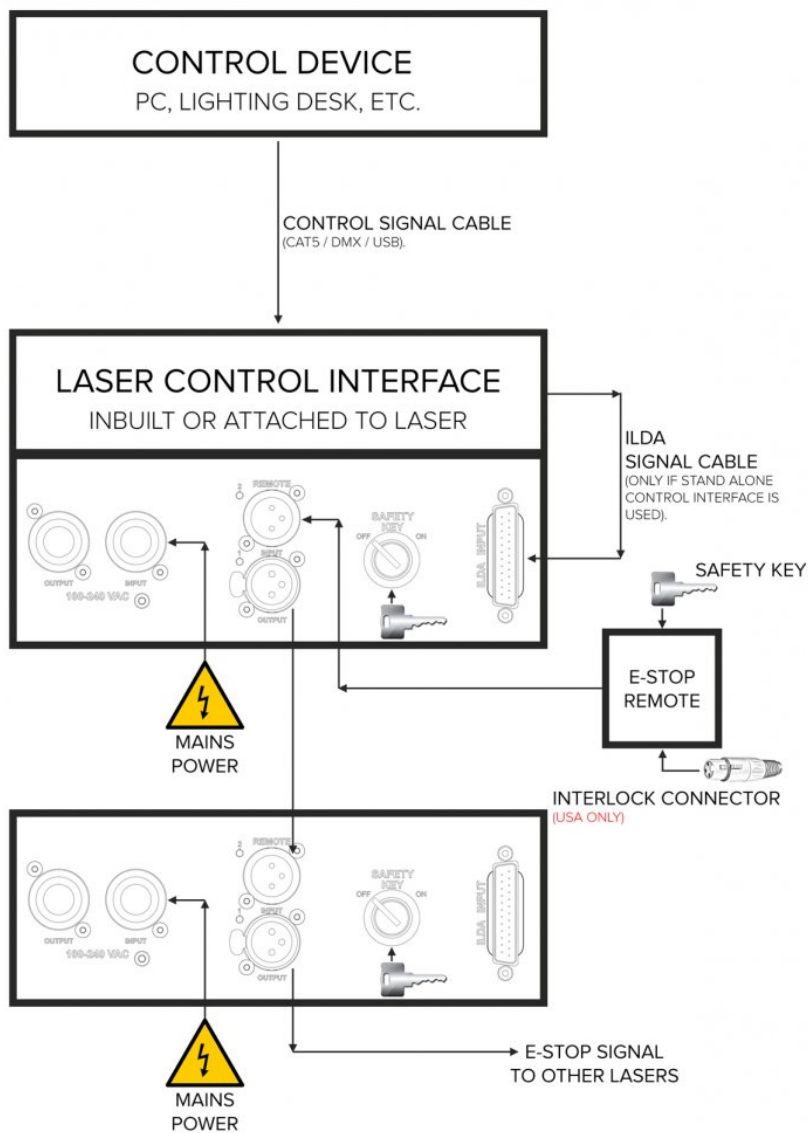 CONTROL DEVICE
PC, LIGHTING DESK, ETC.
CONTROL SIGNAL CABLE
(CAT5 / DMX / USB).
LASER CONTROL INTERFACE
INBUILT OR ATTACHED TO LASER
ILDA
SIGNAL CABLE
(ONLY IF STAND ALONE
CONTROL INTERFACE IS
USED).
2
REMOTE
1
INPUT
OUTPUT
OUTPUT
INPUT
100-240 VAC
SAFETY
KEY
OFF
ON
ILDA INPUT
SAFETY KEY
E-STOP
REMOTE
MAINS
POWER
INTERLOCK CONNECTOR
(USA ONLY)
2
REMOTE
1
INPUT
OUTPUT
OUTPUT
INPUT
100-240 VAC
SAFETY
KEY
OFF
ON
ILDA INPUT
E-STOP SIGNAL
TO OTHER LASERS
MAINS
POWER